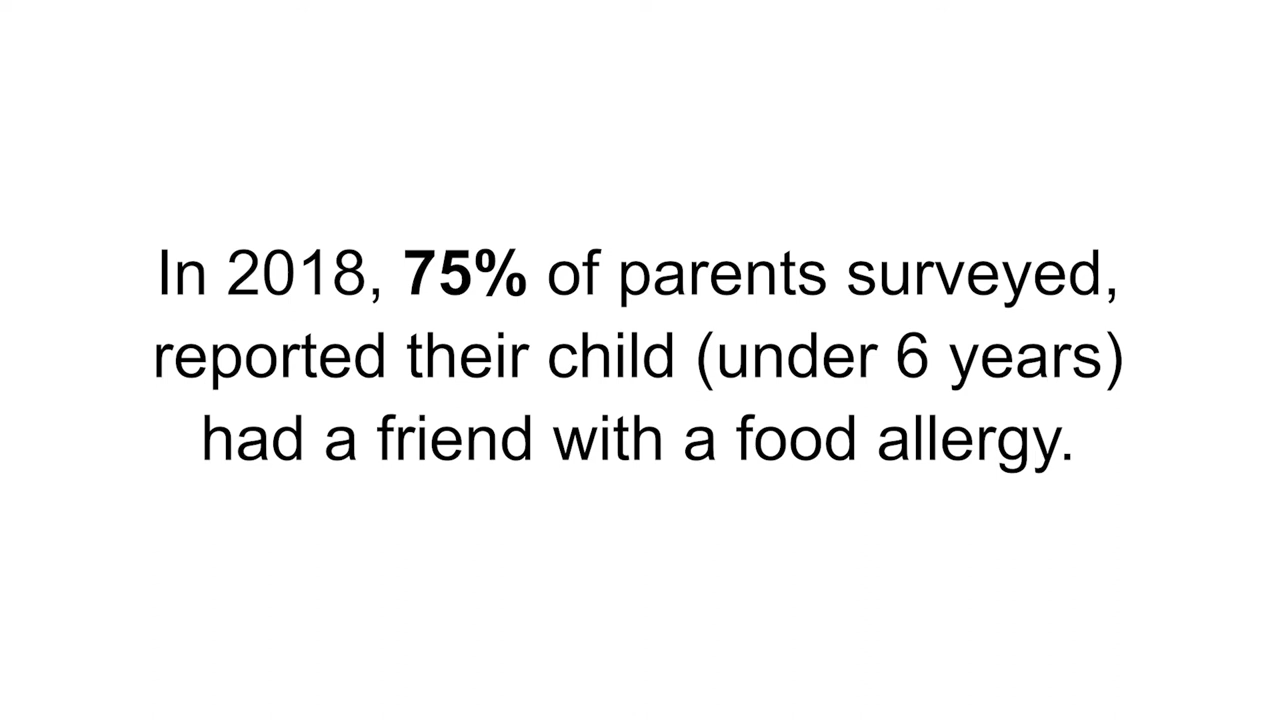 In 2018, 75% of parents surveyed,
reported their child (under 6 years)
had a friend with a food allergy.